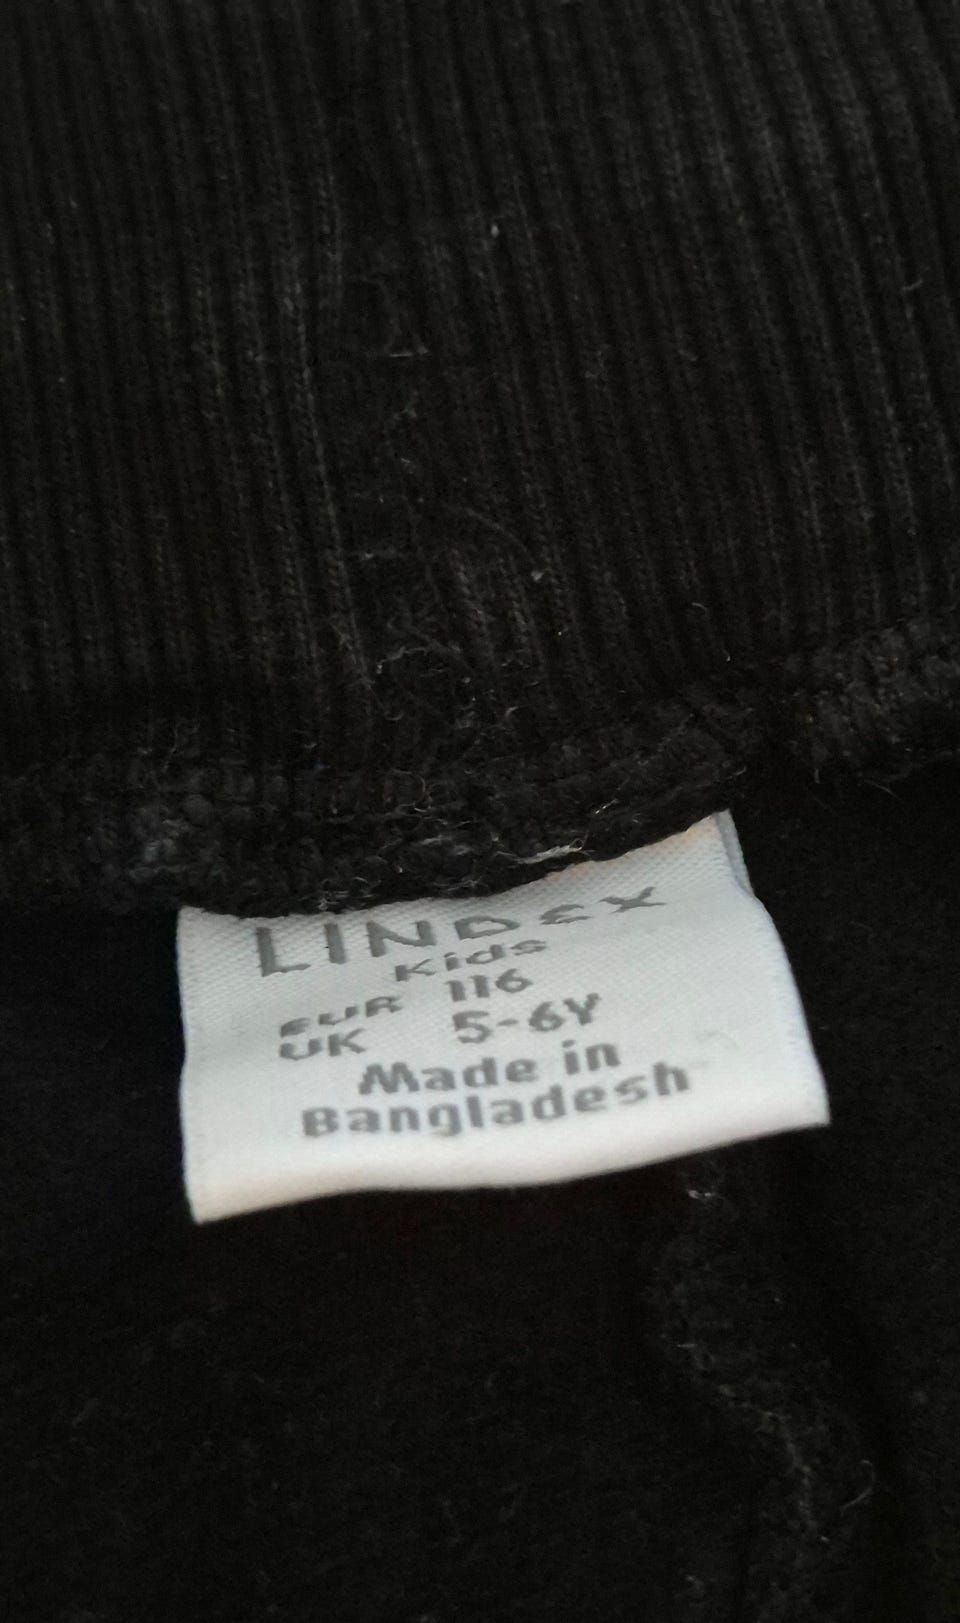 LINDEX
Kids
EUR 116
UK 5-6Y
Made in
Bangladesh